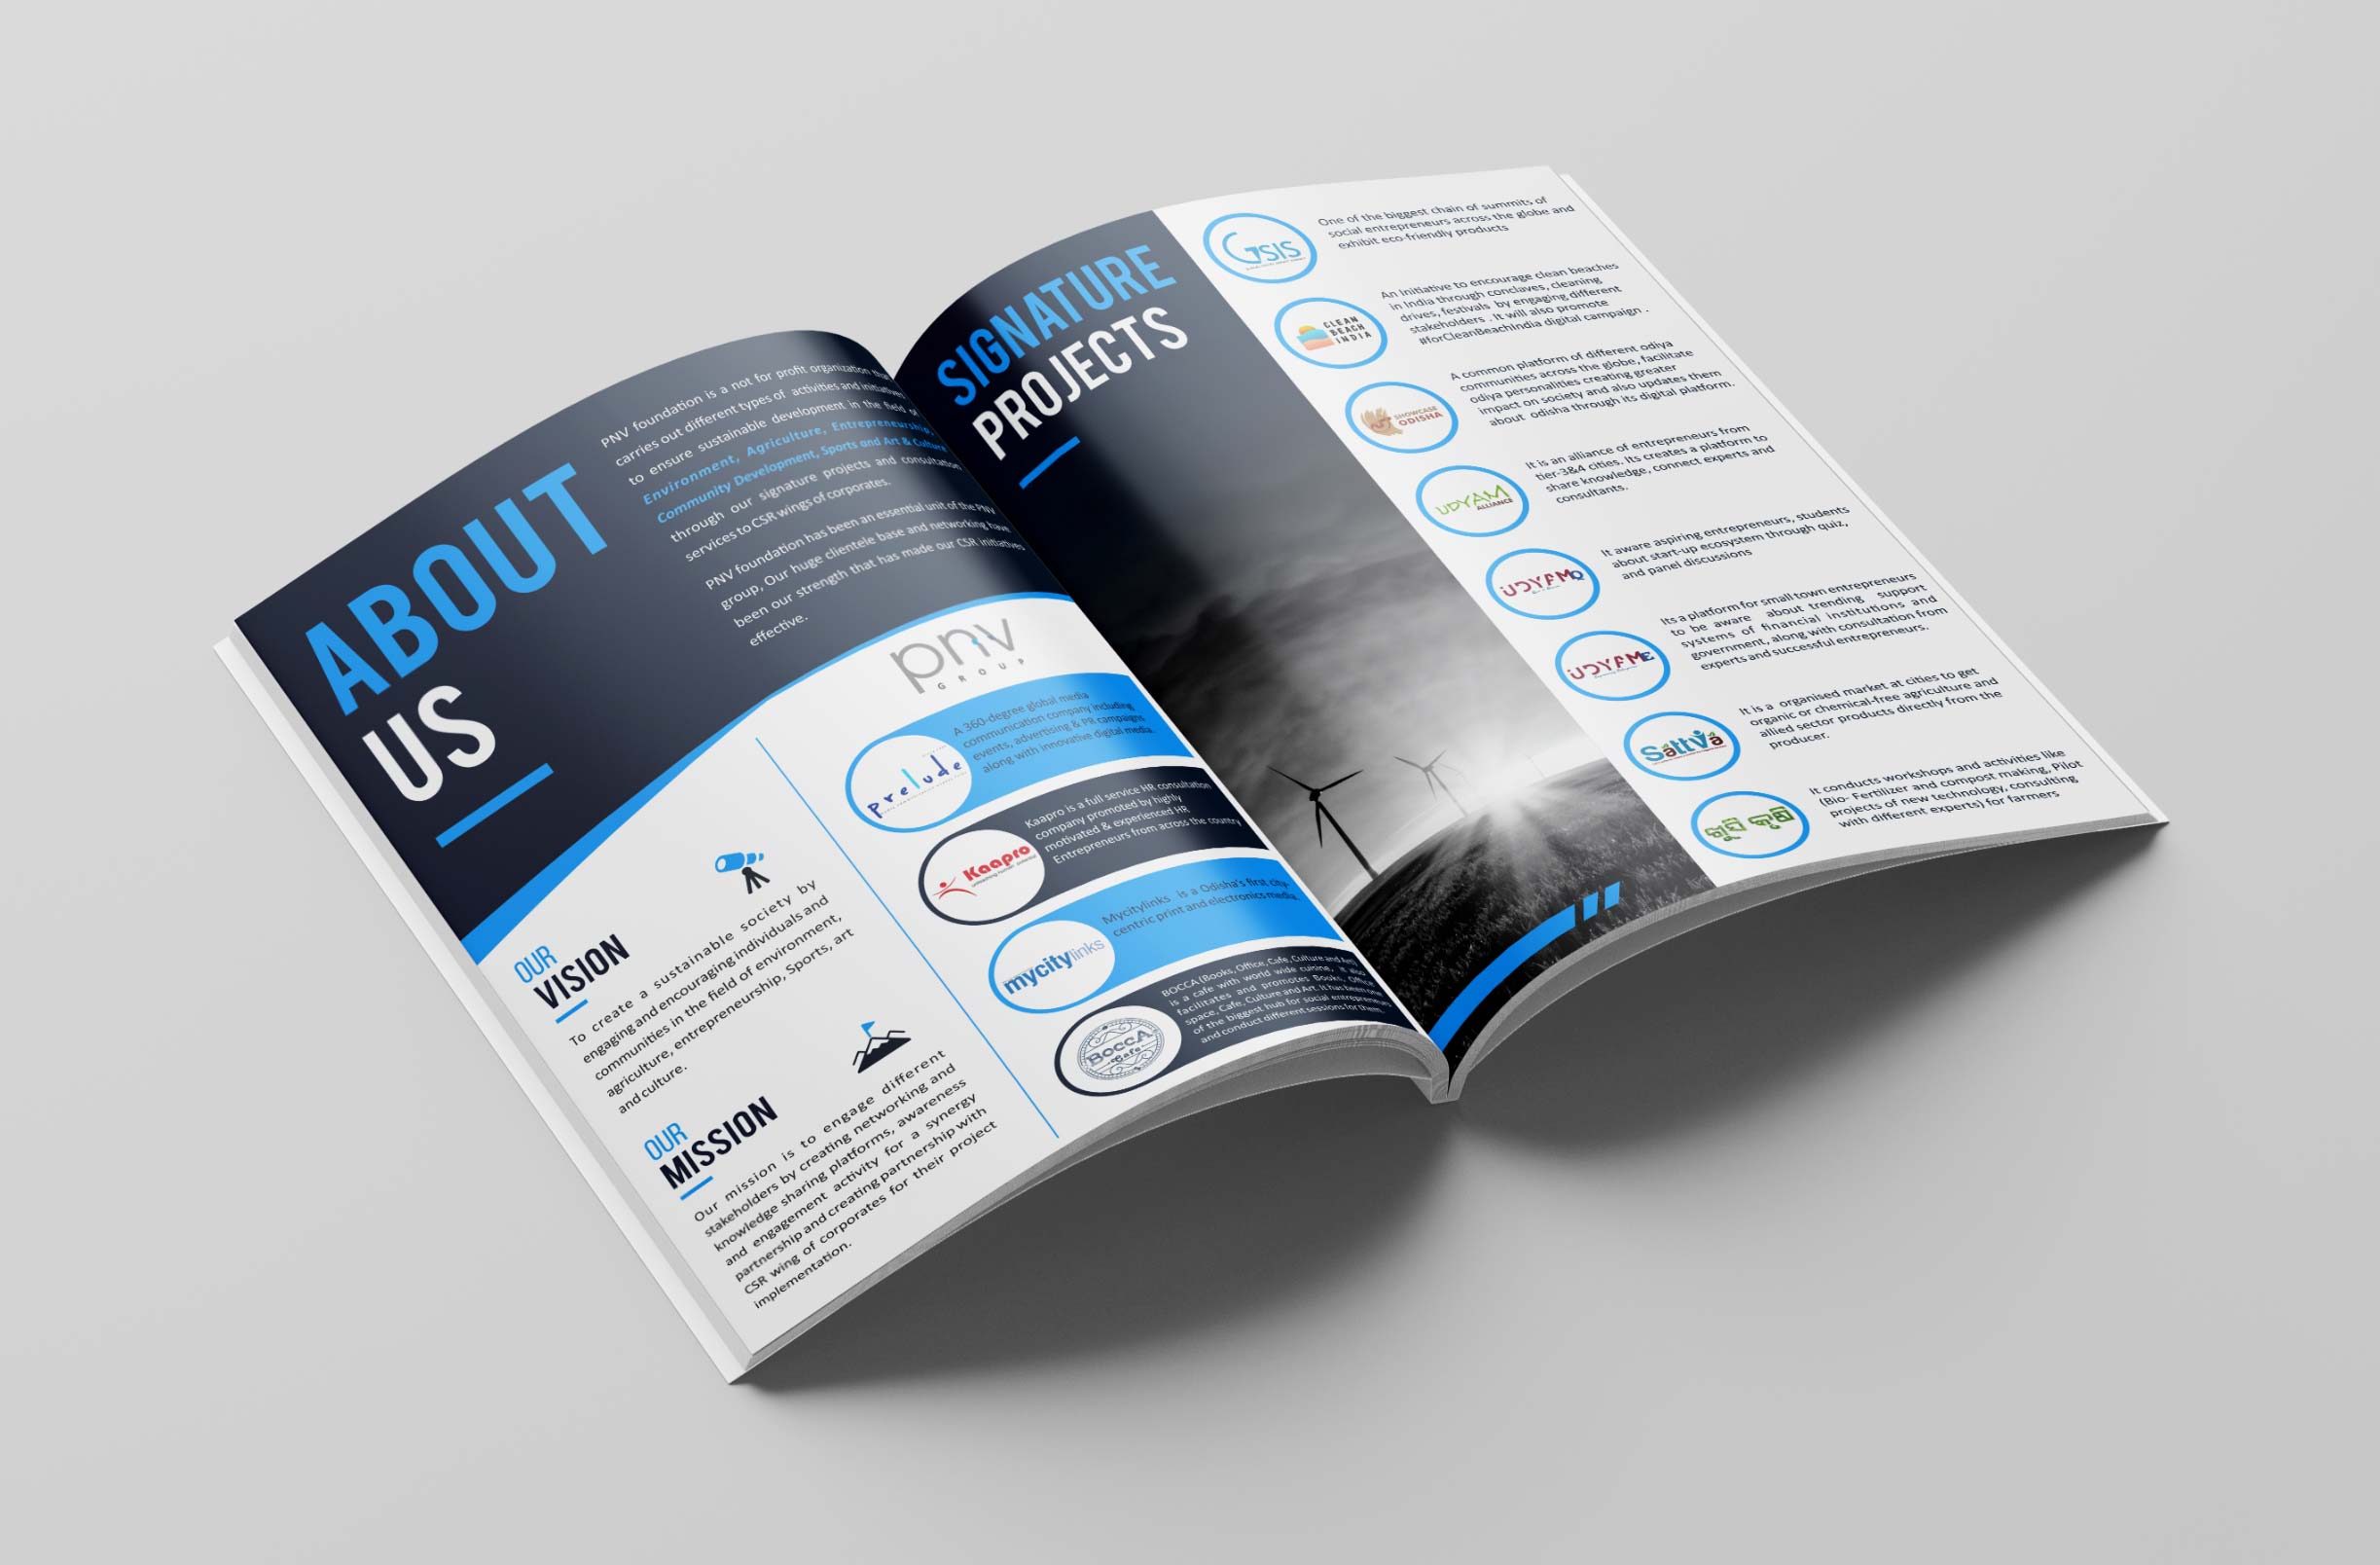 ABOUT
US
PNV foundation is a not for profit organization that
carries out different types of activities and initiatives
to ensure sustainable development in the field of
Environment, Agriculture, Entrepreneurship,
Community Development, Sports and Art & Culture
through our signature projects and consultation
services to CSR wings of corporates.
PNV foundation has been an essential unit of the PNV
group, Our huge clientele base and networking have
been our strength that has made our CSR initiatives
effective.
OUR
VISION
To create a sustainable society by
engaging and encouraging individuals and
communities in the field of environment,
agriculture, entrepreneurship, Sports, art
and culture.
OUR
MISSION
Our mission is to engage different
stakeholders by creating networking and
knowledge sharing platforms, awareness
and engagement activity for a synergy
partnership and creating partnership with
CSR wing of corporates for their project
implementation.
pnv
GROUP
Prelude
A 360-degree global media
communication company including
events, advertising & PR campaigns
along with innovative digital media.
Kaapro
Kaapro is a full service HR consultation
company promoted by highly
motivated & experienced HR
Entrepreneurs from across the country
mycitylinks
Mycitylinks is a Odisha's first city-
centric print and electronics media.
BOCCA
Cafe
BOCCA (Books, Office, Cafe, Culture and Art)
is a cafe with world wide cuisine, it also
facilitates and promotes Books, Office
space, Cafe, Culture and Art. It has been one
of the biggest hub for social entrepreneurs
and conduct different sessions for them.
SIGNATURE
PROJECTS
GSIS
One of the biggest chain of summits of
social entrepreneurs across the globe and
exhibit eco-friendly products
CLEAN
BEACH
INDIA
An initiative to encourage clean beaches
in India through conclaves, cleaning
drives, festivals by engaging different
stakeholders . It will also promote
#forCleanBeachIndia digital campaign .
SHOWCASE
ODISHA
A common platform of different odiya
communities across the globe, facilitate
odiya personalities creating greater
impact on society and also updates them
about odisha through its digital platform.
UDYAM
ALLIANCE
It is an alliance of entrepreneurs from
tier-3&4 cities. Its creates a platform to
share knowledge, connect experts and
consultants.
UDYAMQ
It aware aspiring entrepreneurs, students
about start-up ecosystem through quiz,
and panel discussions
UDYAME
Its a platform for small town entrepreneurs
to be aware about trending support
systems of financial institutions and
government, along with consultation from
experts and successful entrepreneurs.
Sattva
It is a organised market at cities to get
organic or chemical-free agriculture and
allied sector products directly from the
producer.
ଖୁସି କୃଷି
It conducts workshops and activities like
(Bio- Fertilizer and compost making, Pilot
projects of new technology, consulting
with different experts) for farmers